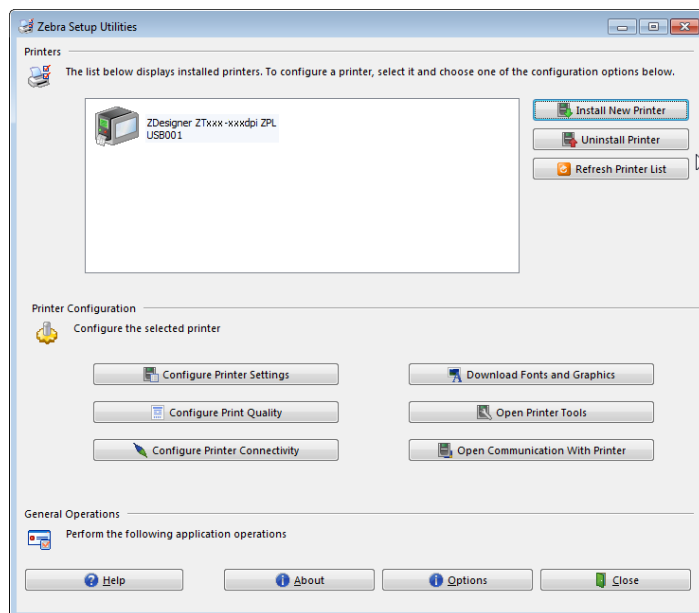 Zebra Setup Utilities
Printers
The list below displays installed printers. To configure a printer, select it and choose one of the configuration options below.
ZDesigner ZTxxx-xxxdpi ZPL
USB001
Install New Printer
Uninstall Printer
Refresh Printer List
Printer Configuration
Configure the selected printer
Configure Printer Settings
Download Fonts and Graphics
Configure Print Quality
Open Printer Tools
Configure Printer Connectivity
Open Communication With Printer
General Operations
Perform the following application operations
Help
About
Options
Close